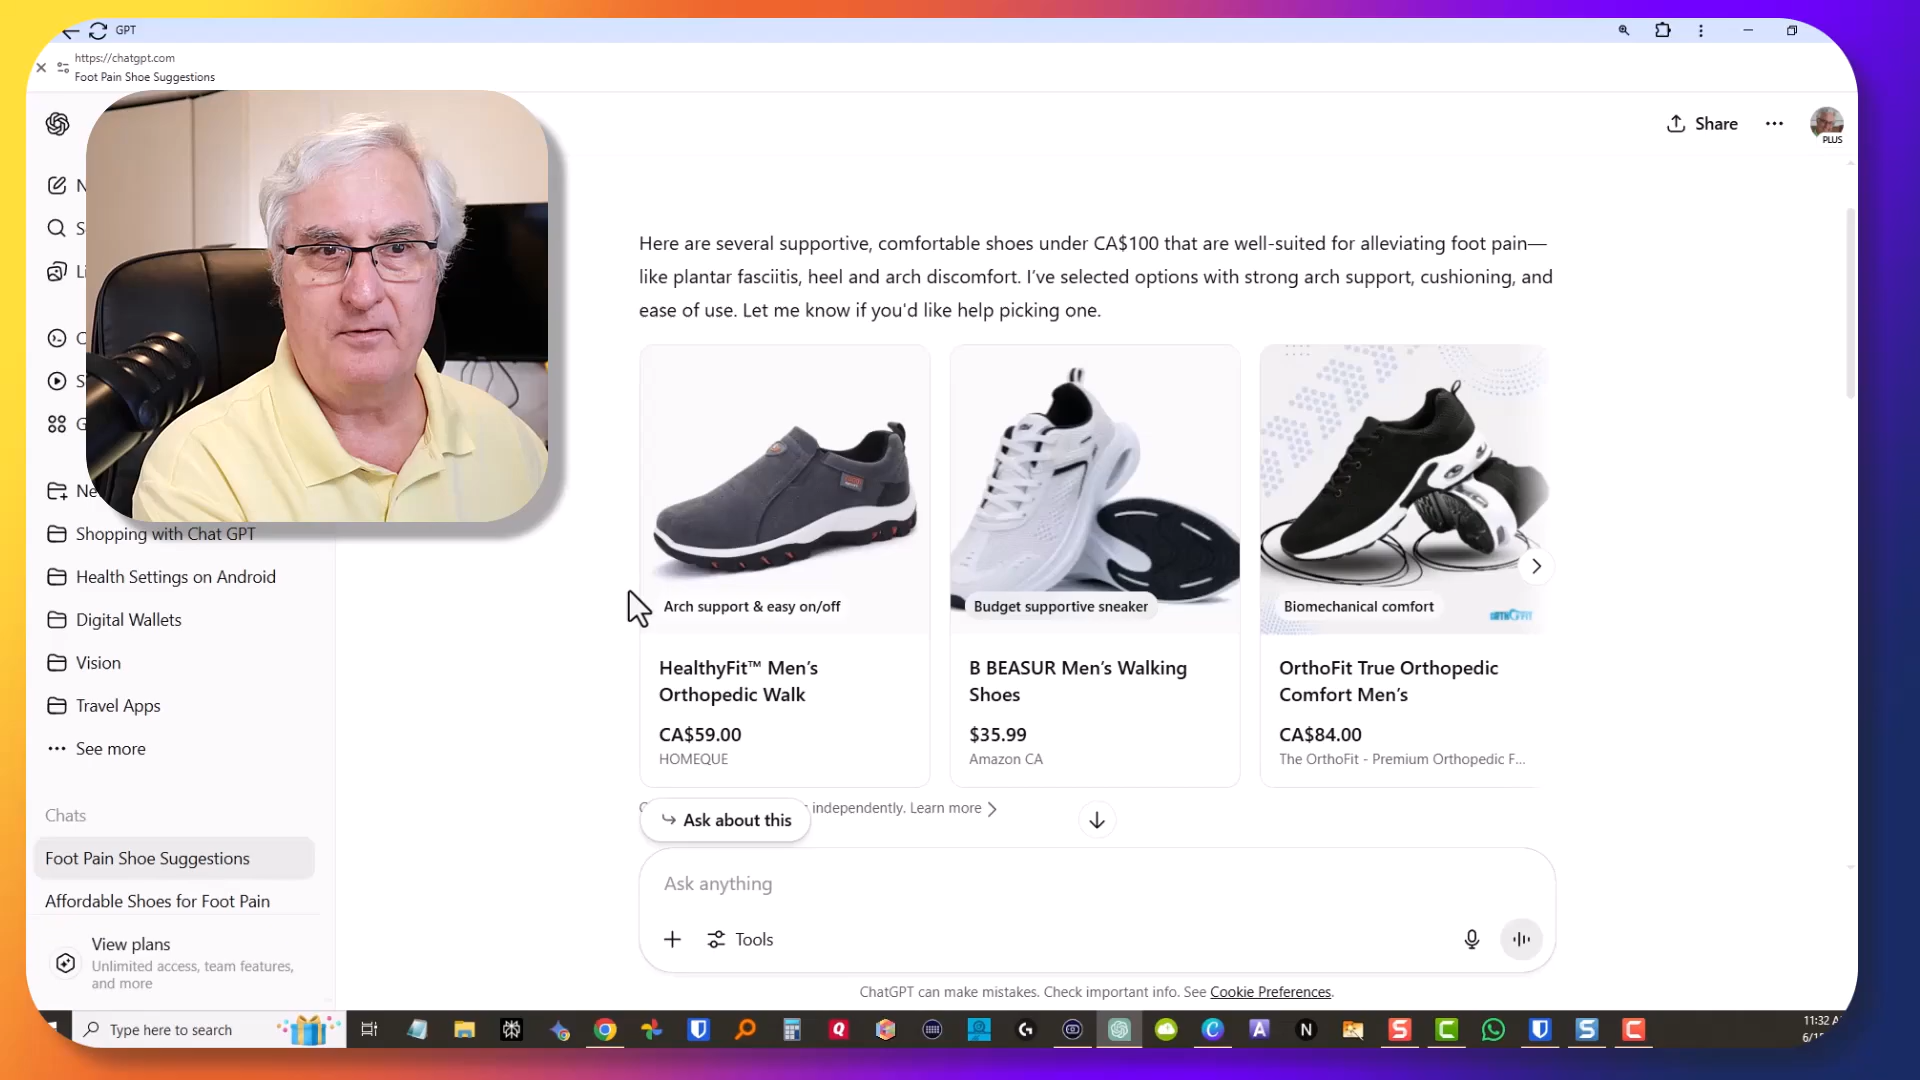 GPT
https://chatgpt.com
Foot Pain Shoe Suggestions
Share
PLUS
Here are several supportive, comfortable shoes under CA$100 that are well-suited for alleviating foot pain—
like plantar fasciitis, heel and arch discomfort. I've selected options with strong arch support, cushioning, and
ease of use. Let me know if you'd like help picking one.
Arch support & easy on/off
Budget supportive sneaker
Biomechanical comfort
HealthyFit™ Men's
Orthopedic Walk
CA$59.00
HOMEQUE
B BEASUR Men's Walking
Shoes
$35.99
Amazon CA
OrthoFit True Orthopedic
Comfort Men's
CA$84.00
The OrthoFit - Premium Orthopedic F...
independently. Learn more
Ask about this
Ask anything
Tools
ChatGPT can make mistakes. Check important info. See Cookie Preferences.
Shopping with Chat GPT
Health Settings on Android
Digital Wallets
Vision
Travel Apps
See more
Chats
Foot Pain Shoe Suggestions
Affordable Shoes for Foot Pain
View plans
Unlimited access, team features,
and more
Type here to search
11:32 A